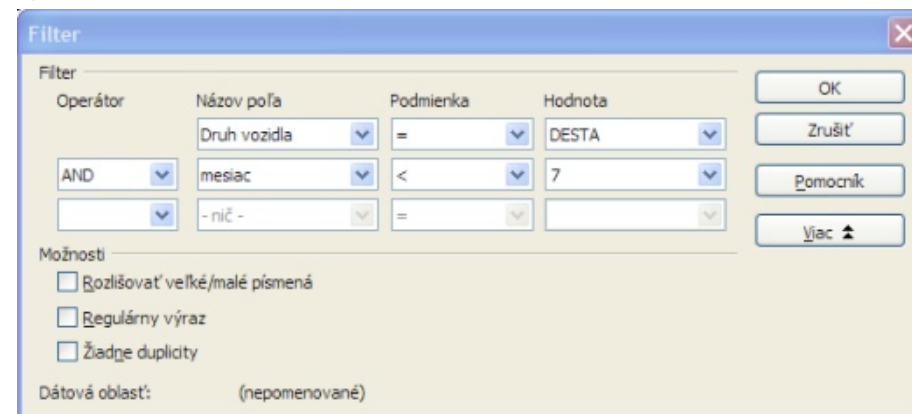 Filter
Filter
Operátor Názov poľa Podmienka Hodnota
Druh vozidla = DESTA
AND mesiac < 7
- nič - =
OK
Zrušiť
Pomocník
Viac
Možnosti
Rozlišovať veľké/malé písmená
Regulárny výraz
Žiadne duplicity
Dátová oblasť: (nepomenované)